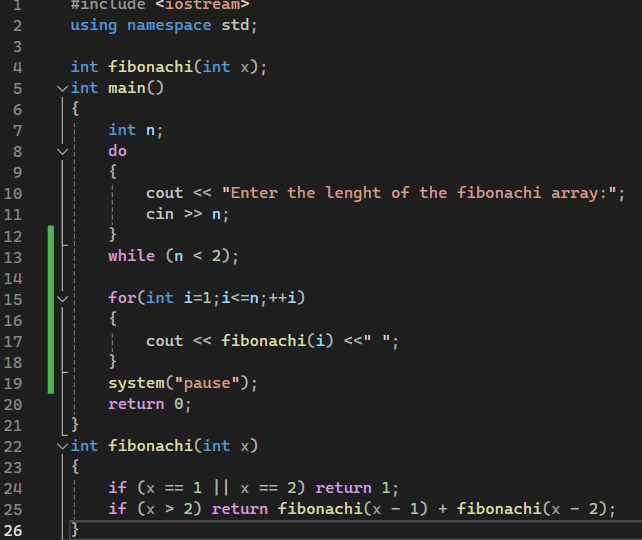 1 #include <iostream>
2 using namespace std;
3
4 int fibonachi(int x);
5 int main()
6 {
7 int n;
8 do
9 {
10 cout << "Enter the lenght of the fibonachi array:";
11 cin >> n;
12 }
13 while (n < 2);
14
15 for(int i=1;i<=n;++i)
16 {
17 cout << fibonachi(i) <<" ";
18 }
19 system("pause");
20 return 0;
21 }
22 int fibonachi(int x)
23 {
24 if (x == 1 || x == 2) return 1;
25 if (x > 2) return fibonachi(x - 1) + fibonachi(x - 2);
26 }